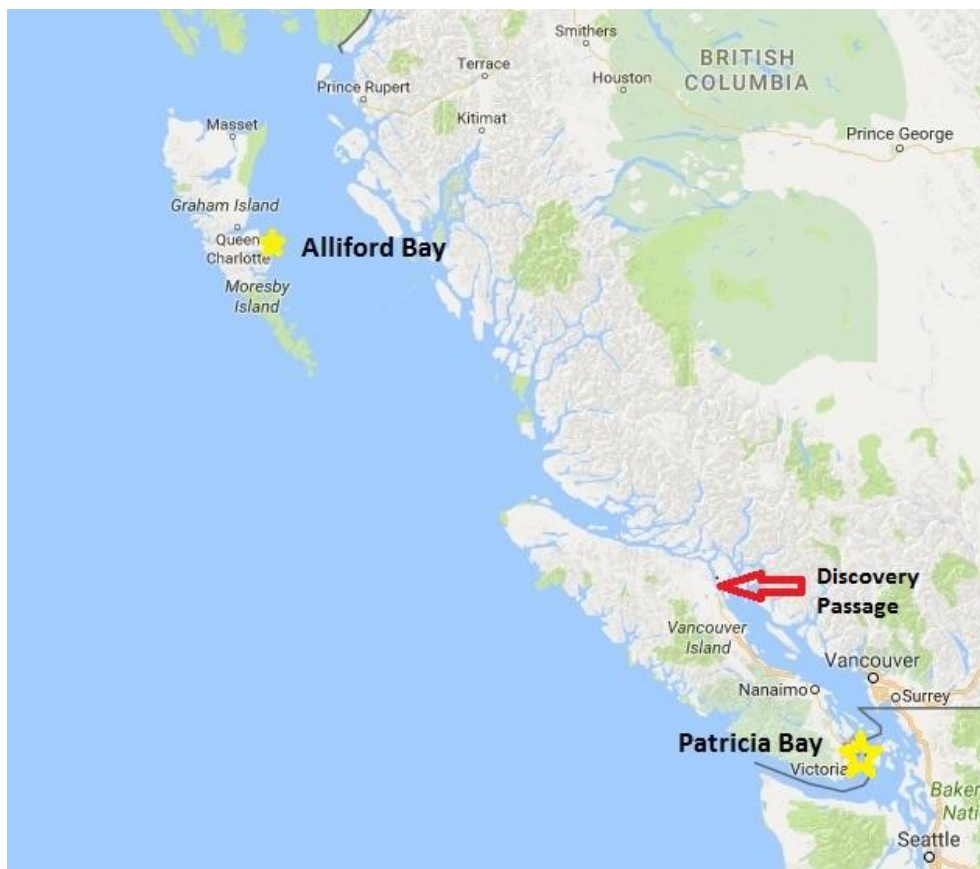 Smithers
BRITISH
COLUMBIA
Terrace
Houston
Prince Rupert
Kitimat
Masset
Prince George
Graham Island
Queen
Charlotte
Alliford Bay
Moresby
Island
Discovery
Passage
Vancouver
Island
Vancouver
Nanaimo
Surrey
Patricia Bay
Victoria
Baker
Nati
Seattle